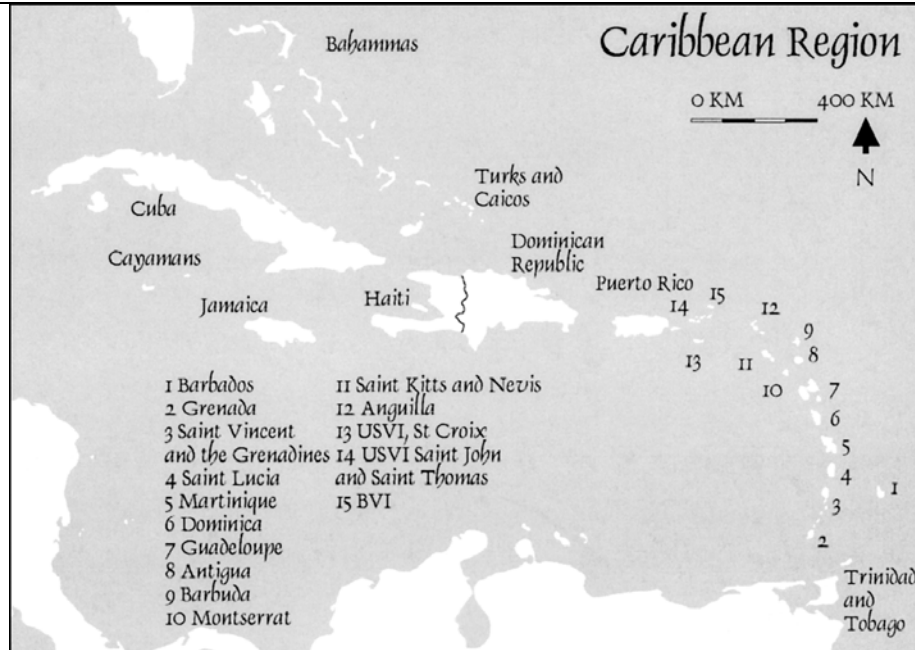 Caribbean Region
Bahammas
0 KM 400 KM
N
Turks and
Caicos
Cuba
Dominican
Republic
Cayamans
Puerto Rico
Jamaica
Haiti
14
15
12
9
8
13
11
10
7
6
5
4
1
3
2
Trinidad
and
Tobago
1 Barbados
2 Grenada
3 Saint Vincent
and the Grenadines
4 Saint Lucia
5 Martinique
6 Dominica
7 Guadeloupe
8 Antigua
9 Barbuda
10 Montserrat
11 Saint Kitts and Nevis
12 Anguilla
13 USVI, St Croix
14 USVI Saint John
and Saint Thomas
15 BVI